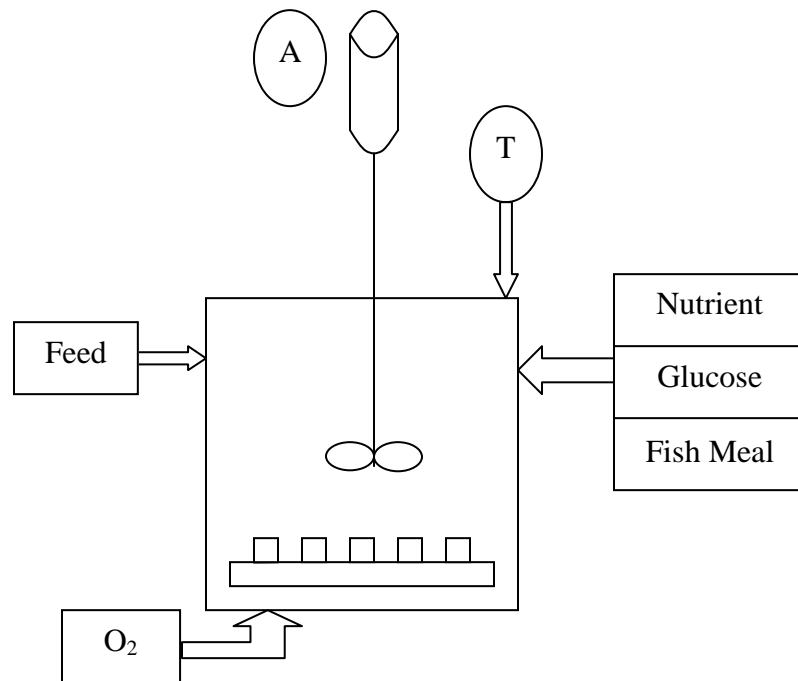 A
T
Nutrient
Feed
Glucose
Fish Meal
O₂